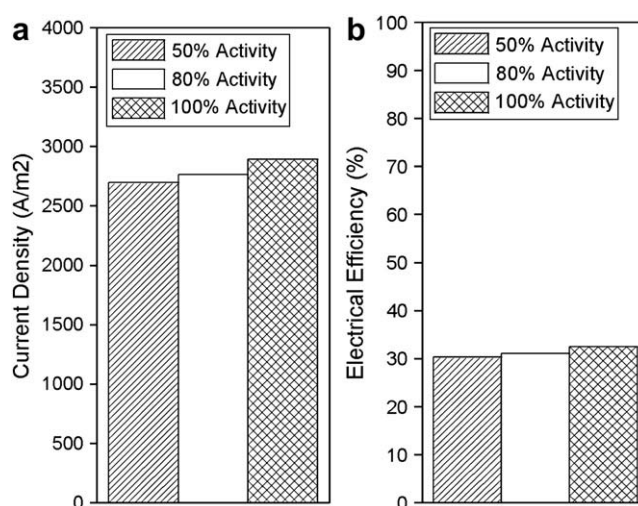 a
4000
3500
3000
2500
2000
1500
1000
500
0
Current Density (A/m2)
50% Activity
80% Activity
100% Activity
b
100
90
80
70
60
50
40
30
20
10
0
Electrical Efficiency (%)
50% Activity
80% Activity
100% Activity